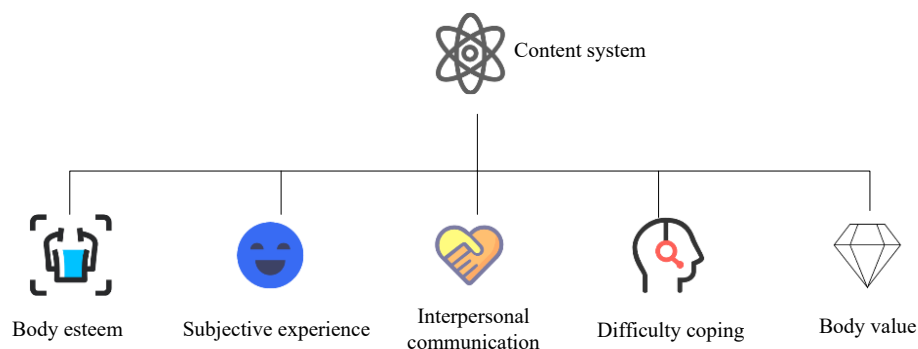 Content system
Body esteem
Subjective experience
Interpersonal
communication
Difficulty coping
Body value